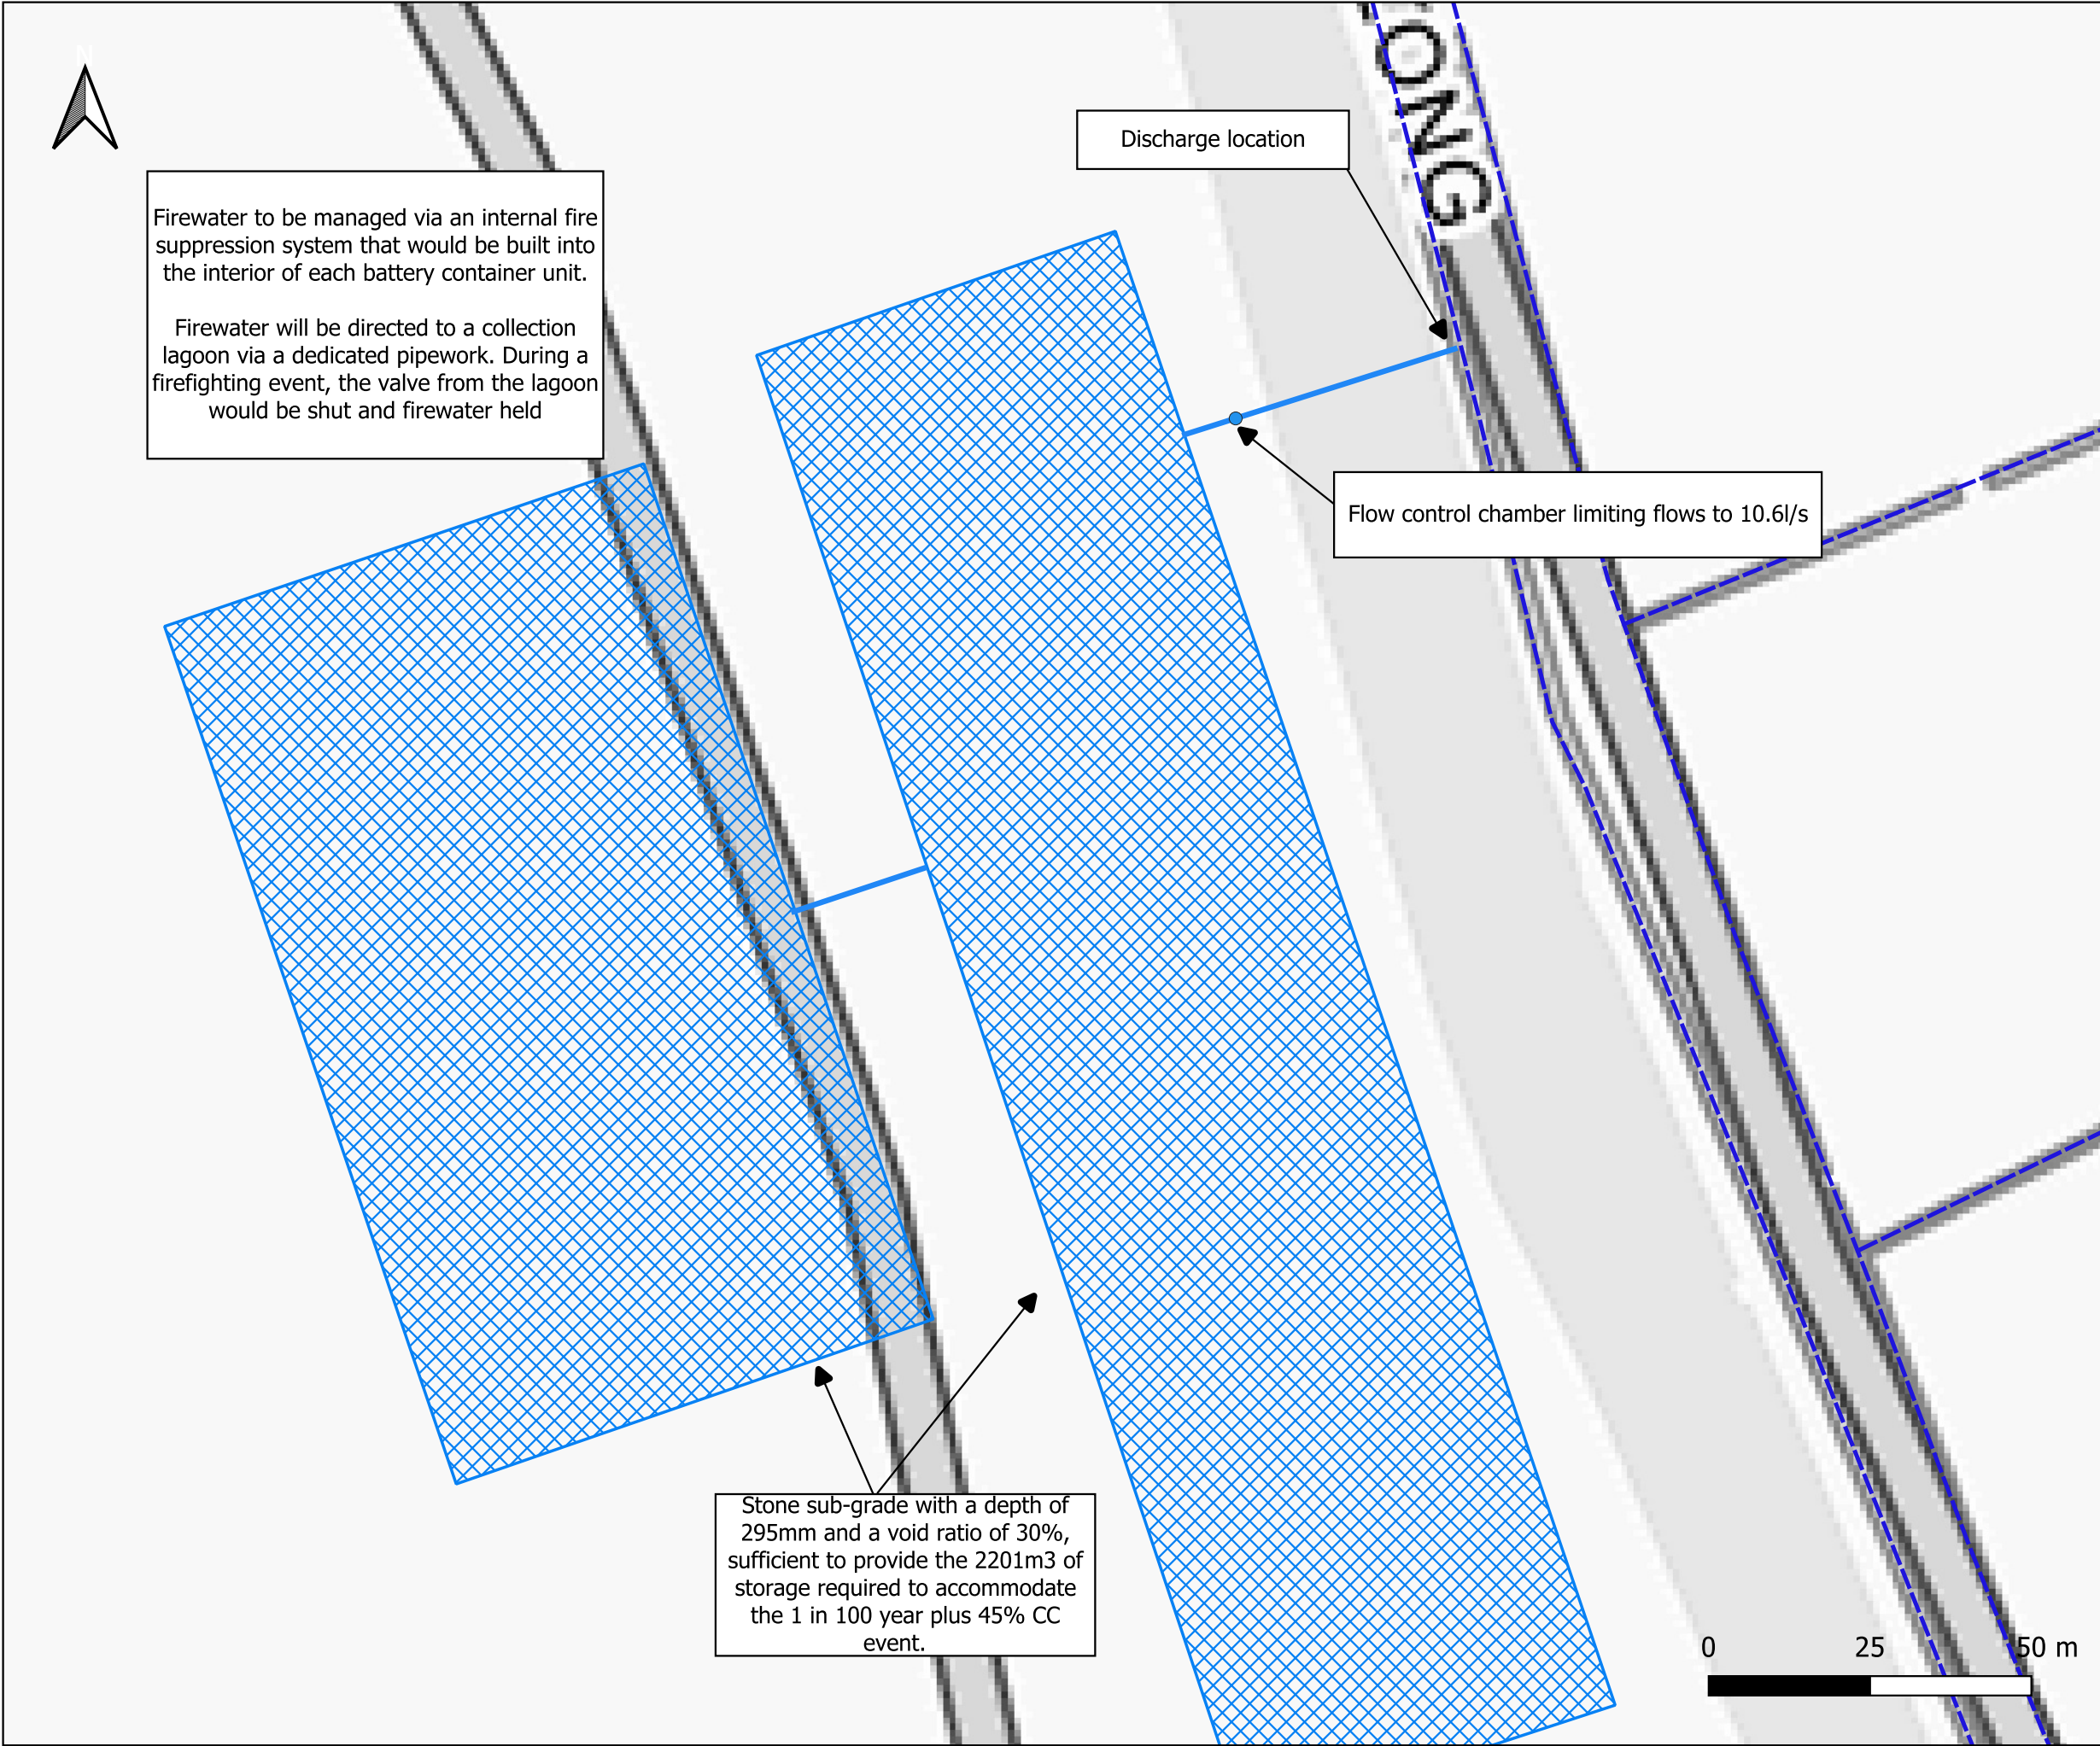 N
ONG
Discharge location
Firewater to be managed via an internal fire
suppression system that would be built into
the interior of each battery container unit.
Firewater will be directed to a collection
lagoon via a dedicated pipework. During a
firefighting event, the valve from the lagoon
would be shut and firewater held
Flow control chamber limiting flows to 10.6l/s
Stone sub-grade with a depth of
295mm and a void ratio of 30%,
sufficient to provide the 2201m3 of
storage required to accommodate
the 1 in 100 year plus 45% CC
event.
0 25 50 m